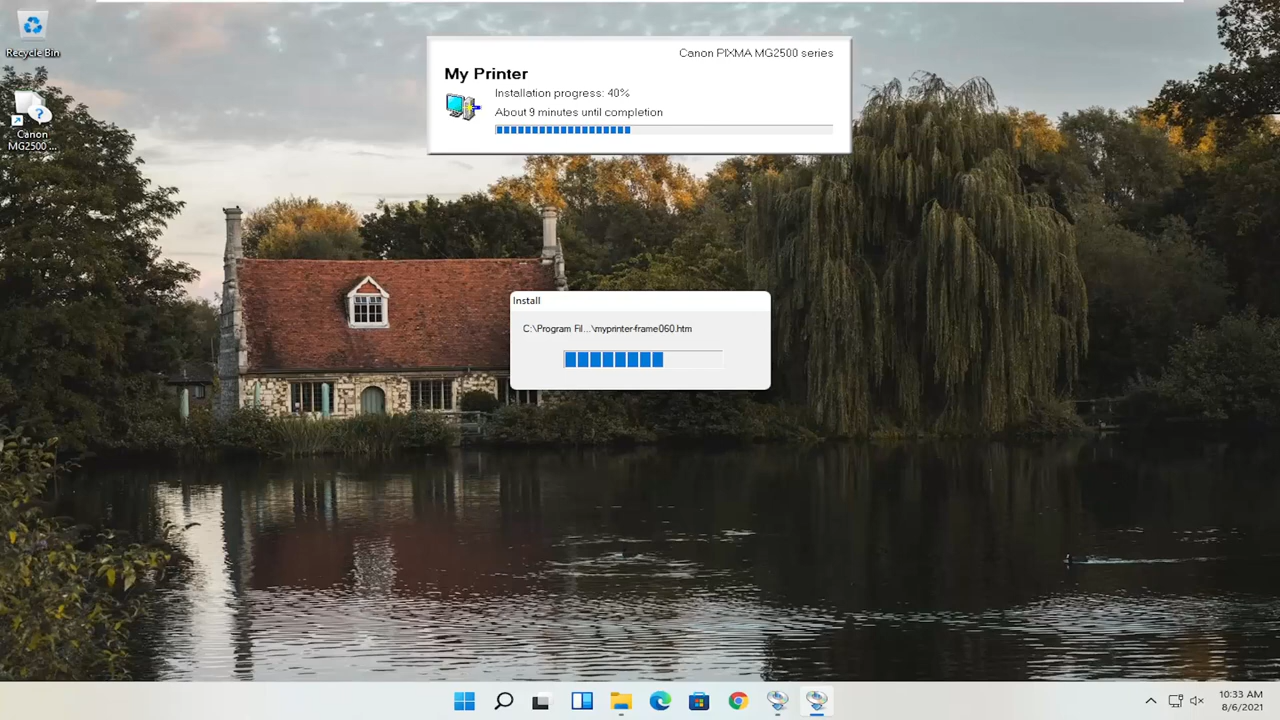 Recycle Bin
Canon
MG2500 ...
Canon PIXMA MG2500 series
My Printer
Installation progress: 40%
About 9 minutes until completion
Install
C:\Program Fil...\myprinter-frame060.htm
10:33 AM
8/6/2021